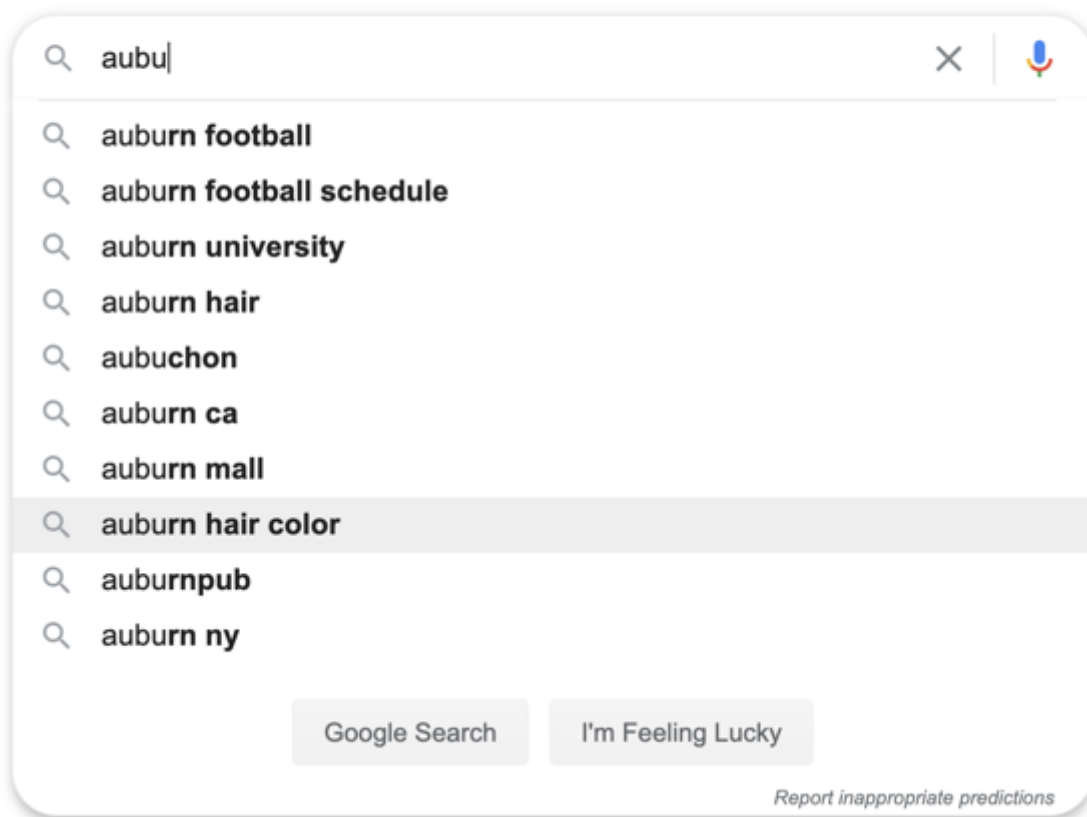 aubu
auburn football
auburn football schedule
auburn university
auburn hair
aubuchon
auburn ca
auburn mall
auburn hair color
auburnpub
auburn ny
Google Search I'm Feeling Lucky
Report inappropriate predictions